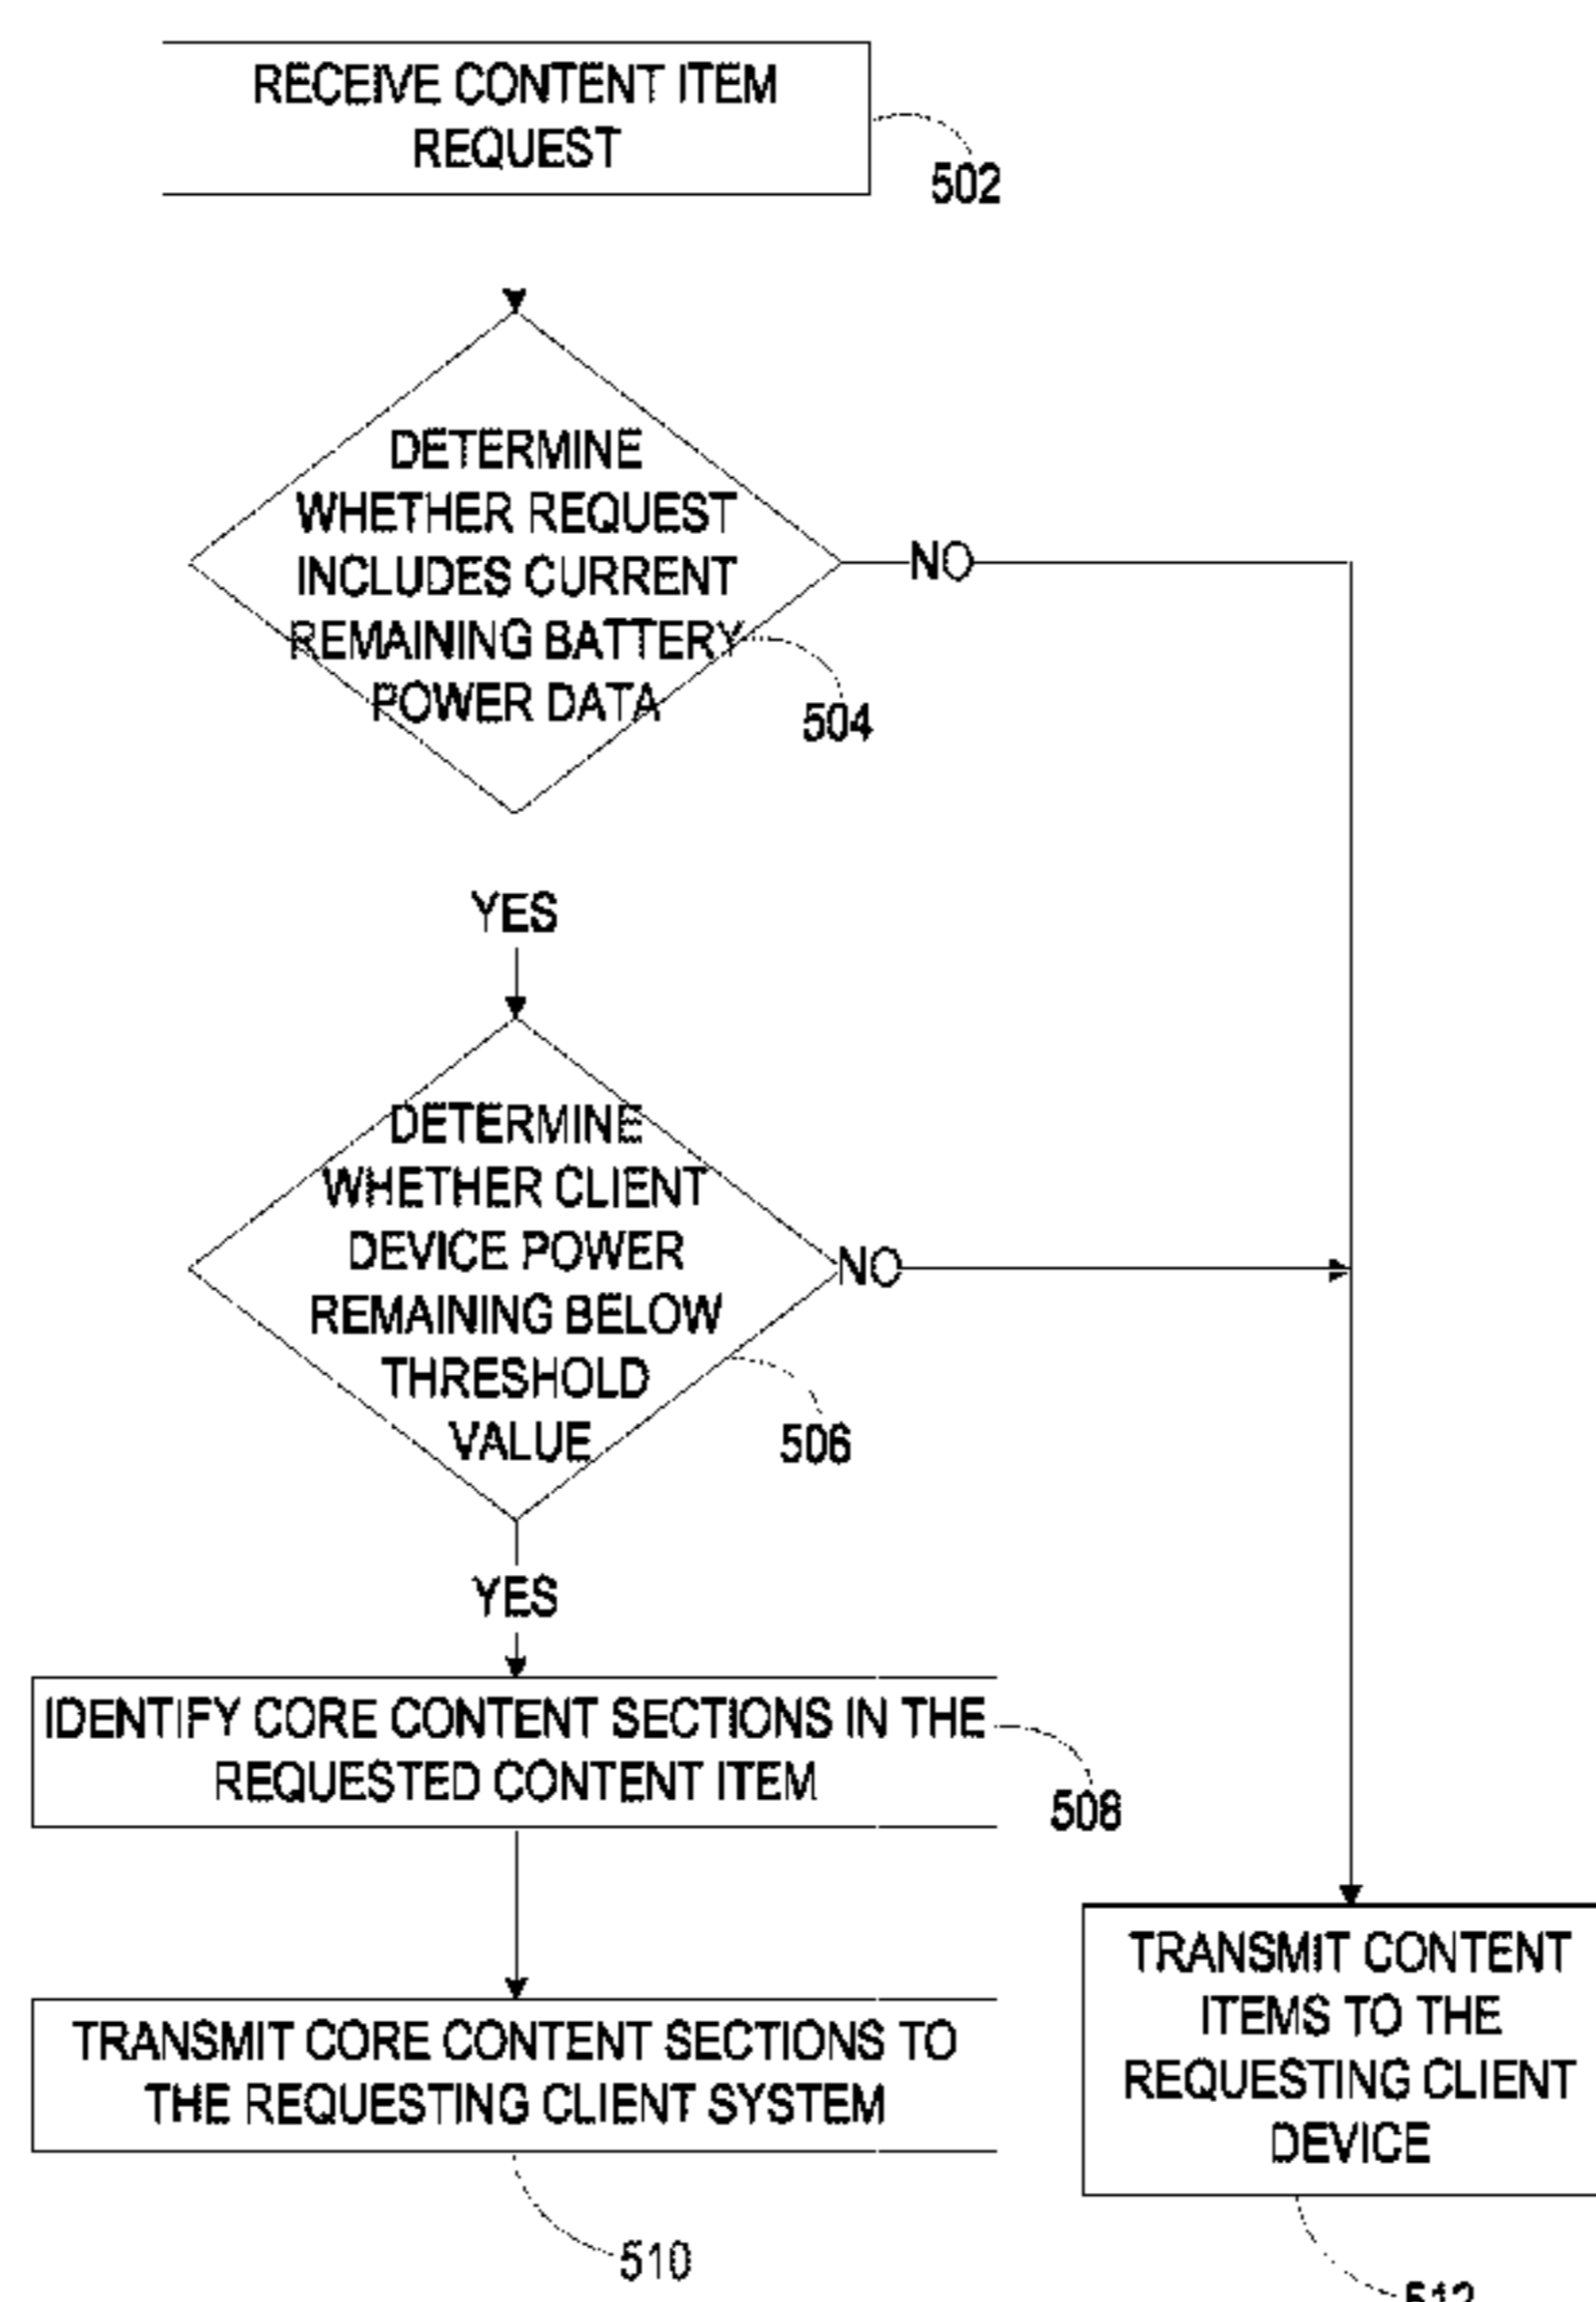 RECEIVE CONTENT ITEM
REQUEST
502
DETERMINE
WHETHER REQUEST
INCLUDES CURRENT
REMAINING BATTERY
POWER DATA
504
NO
YES
DETERMINE
WHETHER CLIENT
DEVICE POWER
REMAINING BELOW
THRESHOLD
VALUE
506
NO
YES
IDENTIFY CORE CONTENT SECTIONS IN THE
REQUESTED CONTENT ITEM
508
TRANSMIT CORE CONTENT SECTIONS TO
THE REQUESTING CLIENT SYSTEM
510
TRANSMIT CONTENT
ITEMS TO THE
REQUESTING CLIENT
DEVICE
512